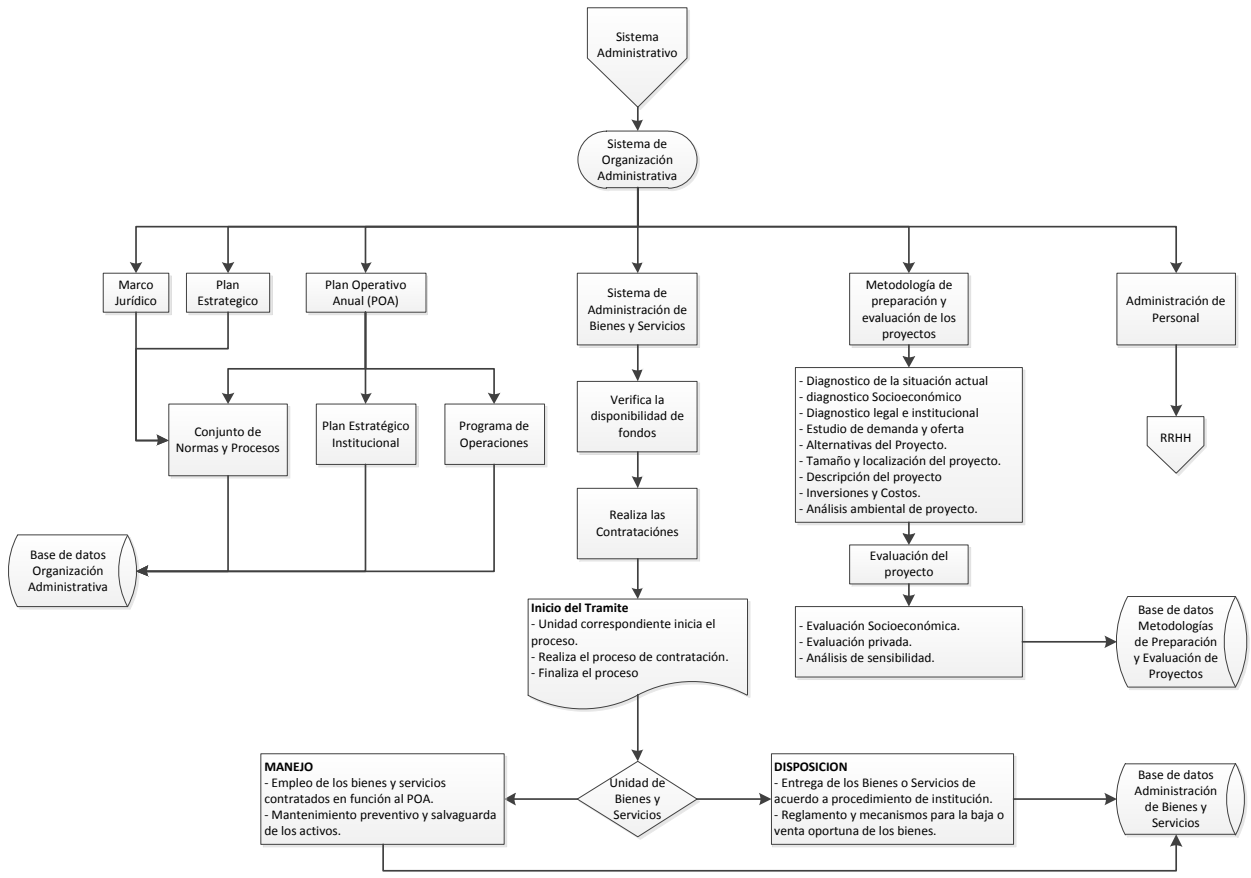 Sistema
Administrativo
Sistema de
Organización
Administrativa
Marco
Jurídico
Plan
Estrategico
Plan Operativo
Anual (POA)
Sistema de
Administración de
Bienes y Servicios
Metodología de
preparación y
evaluación de los
proyectos
Administración de
Personal
Conjunto de
Normas y Procesos
Plan Estratégico
Institucional
Programa de
Operaciones
Verifica la
disponibilidad de
fondos
- Diagnostico de la situación actual
- diagnostico Socioeconómico
- Diagnostico legal e institucional
- Estudio de demanda y oferta
- Alternativas del Proyecto.
- Tamaño y localización del proyecto.
- Descripción del proyecto
- Inversiones y Costos.
- Análisis ambiental de proyecto.
RRHH
Realiza las
Contrataciónes
Base de datos
Organización
Administrativa
Evaluación del
proyecto
Inicio del Tramite
- Unidad correspondiente inicia el
proceso.
- Realiza el proceso de contratación.
- Finaliza el proceso
- Evaluación Socioeconómica.
- Evaluación privada.
- Análisis de sensibilidad.
Base de datos
Metodologías
de Preparación
y Evaluación de
Proyectos
MANEJO
- Empleo de los bienes y servicios
contratados en función al POA.
- Mantenimiento preventivo y salvaguarda
de los activos.
Unidad de
Bienes y
Servicios
DISPOSICION
- Entrega de los Bienes o Servicios de
acuerdo a procedimiento de institución.
- Reglamento y mecanismos para la baja o
venta oportuna de los bienes.
Base de datos
Administración
de Bienes y
Servicios